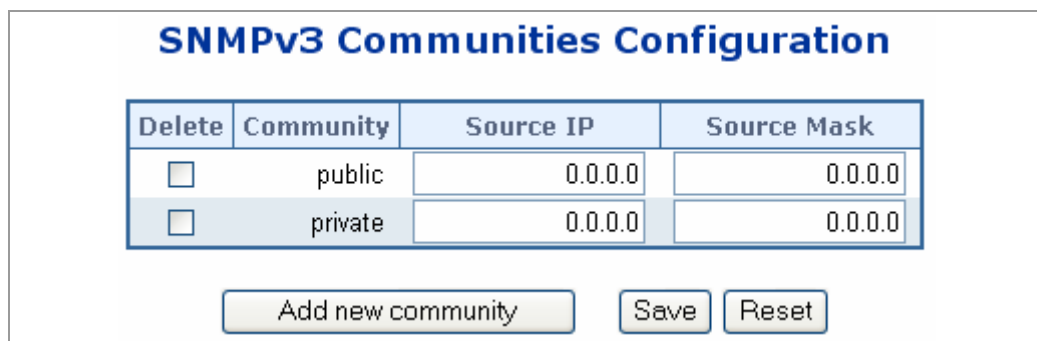 SNMPv3 Communities Configuration
Delete Community Source IP Source Mask
public 0.0.0.0 0.0.0.0
private 0.0.0.0 0.0.0.0
Add new community Save Reset